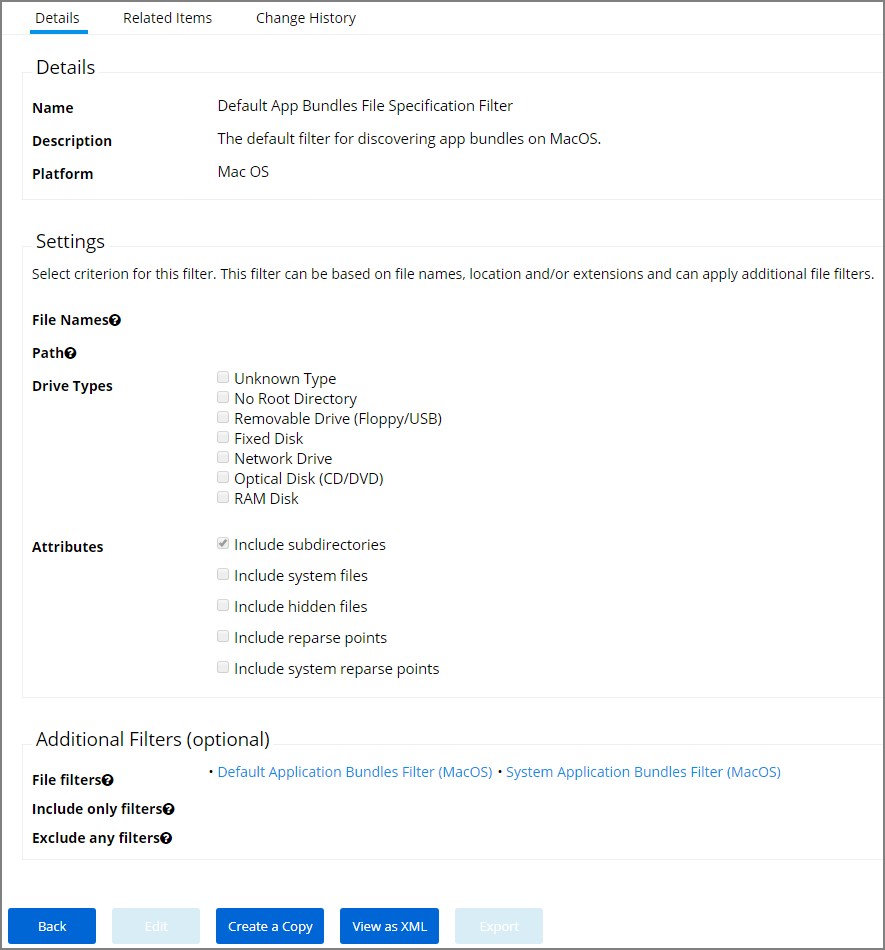 Details Related Items Change History
Details
Name Default App Bundles File Specification Filter
Description The default filter for discovering app bundles on MacOS.
Platform Mac OS
Settings
Select criterion for this filter. This filter can be based on file names, location and/or extensions and can apply additional file filters.
File Names
Path
Drive Types Unknown Type
No Root Directory
Removable Drive (Floppy/USB)
Fixed Disk
Network Drive
Optical Disk (CD/DVD)
RAM Disk
Attributes Include subdirectories
Include system files
Include hidden files
Include reparse points
Include system reparse points
Additional Filters (optional)
File filters • Default Application Bundles Filter (MacOS) • System Application Bundles Filter (MacOS)
Include only filters
Exclude any filters
Back Edit Create a Copy View as XML Export